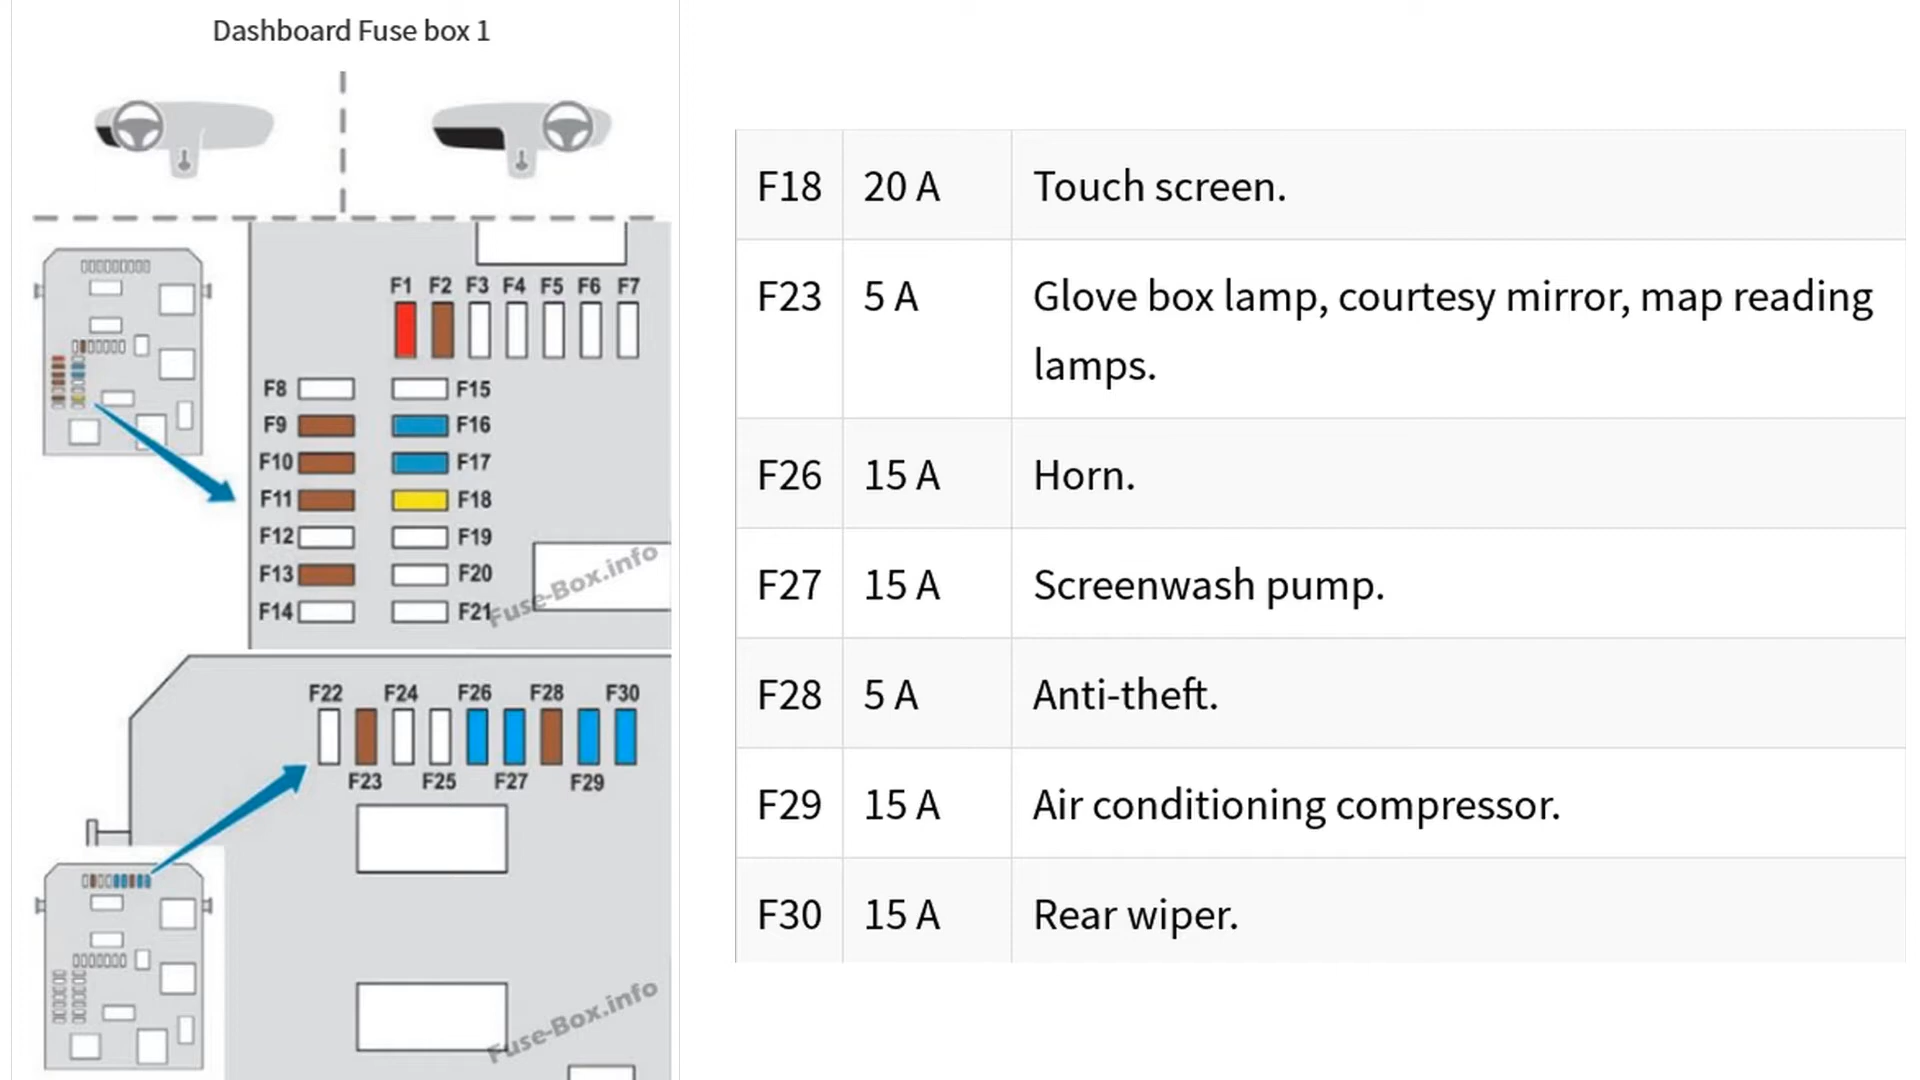 Dashboard Fuse box 1
F1 F2 F3 F4 F5 F6 F7
F8 F15
F9 F16
F10 F17
F11 F18
F12 F19
F13 F20
F14 F21
Fuse-Box.info
F22 F24 F26 F28 F30
F23 F25 F27 F29
Fuse-Box.info
F18 20 A Touch screen.
F23 5 A Glove box lamp, courtesy mirror, map reading
lamps.
F26 15 A Horn.
F27 15 A Screenwash pump.
F28 5 A Anti-theft.
F29 15 A Air conditioning compressor.
F30 15 A Rear wiper.